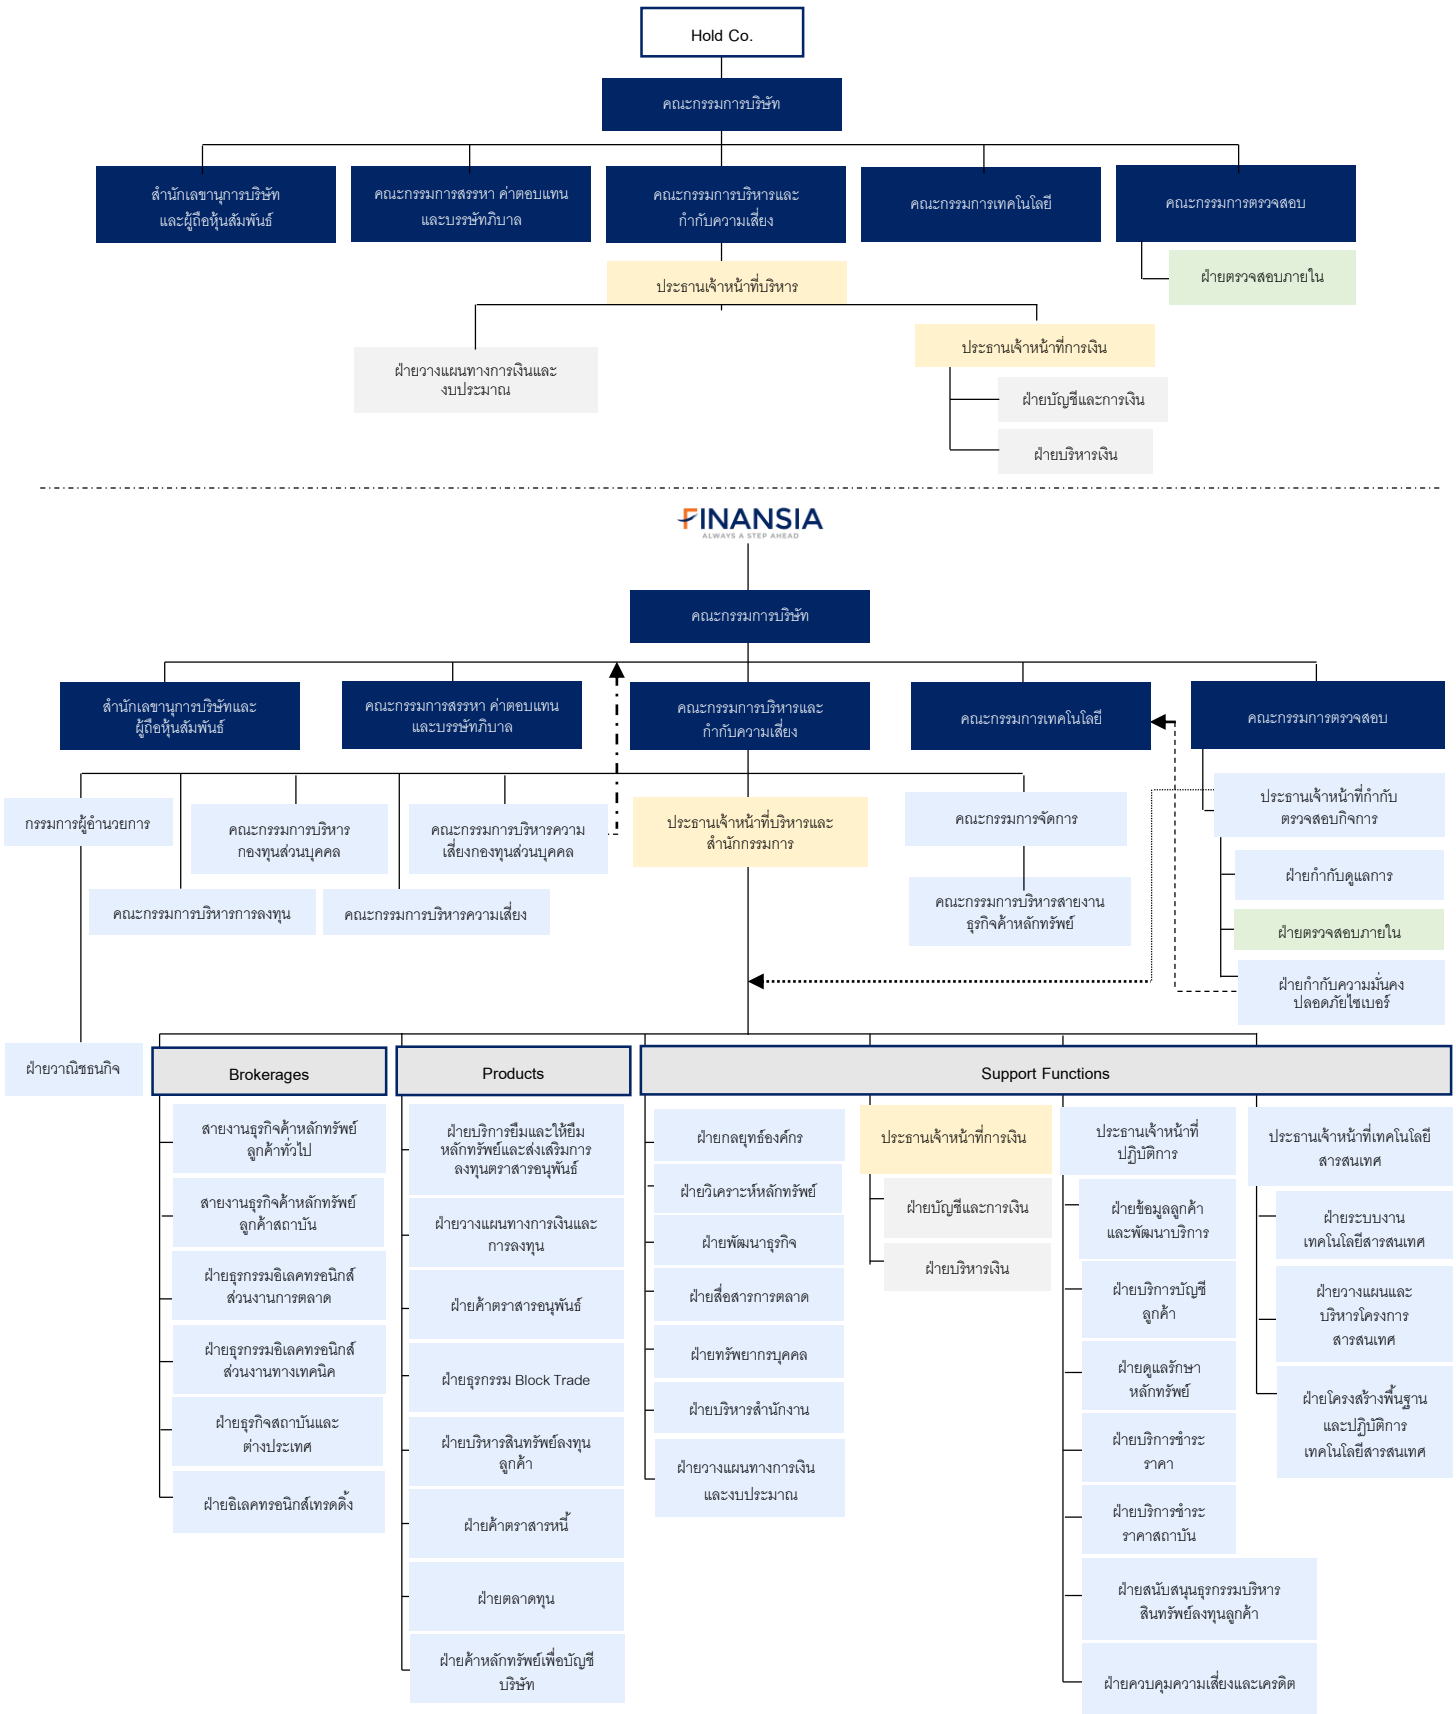 Hold Co.
คณะกรรมการบริษัท
สำนักเลขานุการบริษัท
และผู้ถือหุ้นสัมพันธ์
คณะกรรมการสรรหา ค่าตอบแทน
และบรรษัทภิบาล
คณะกรรมการบริหารและ
กำกับความเสี่ยง
คณะกรรมการเทคโนโลยี
คณะกรรมการตรวจสอบ
ฝ่ายตรวจสอบภายใน
ประธานเจ้าหน้าที่บริหาร
ประธานเจ้าหน้าที่การเงิน
ฝ่ายวางแผนทางการเงินและ
งบประมาณ
ฝ่ายบัญชีและการเงิน
ฝ่ายบริหารเงิน
FINANSIA
ALWAYS A STEP AHEAD
คณะกรรมการบริษัท
สำนักเลขานุการบริษัทและ
ผู้ถือหุ้นสัมพันธ์
คณะกรรมการสรรหา ค่าตอบแทน
และบรรษัทภิบาล
คณะกรรมการบริหารและ
กำกับความเสี่ยง
คณะกรรมการเทคโนโลยี
คณะกรรมการตรวจสอบ
กรรมการผู้อำนวยการ
คณะกรรมการบริหาร
กองทุนส่วนบุคคล
คณะกรรมการบริหารความ
เสี่ยงกองทุนส่วนบุคคล
ประธานเจ้าหน้าที่บริหารและ
สำนักกรรมการ
คณะกรรมการจัดการ
ประธานเจ้าหน้าที่กำกับ
ตรวจสอบกิจการ
คณะกรรมการบริหารการลงทุน
คณะกรรมการบริหารความเสี่ยง
คณะกรรมการบริหารสายงาน
ธุรกิจค้าหลักทรัพย์
ฝ่ายกำกับดูแลการ
ฝ่ายตรวจสอบภายใน
ฝ่ายกำกับความมั่นคง
ปลอดภัยไซเบอร์
ฝ่ายวาณิชธนกิจ
Brokerages
สายงานธุรกิจค้าหลักทรัพย์
ลูกค้าทั่วไป
สายงานธุรกิจค้าหลักทรัพย์
ลูกค้าสถาบัน
ฝ่ายธุรกรรมอิเลคทรอนิกส์
ส่วนงานการตลาด
ฝ่ายธุรกรรมอิเลคทรอนิกส์
ส่วนงานทางเทคนิค
ฝ่ายธุรกิจสถาบันและ
ต่างประเทศ
ฝ่ายอิเลคทรอนิกส์เทรดดิ้ง
Products
ฝ่ายบริการยืมและให้ยืม
หลักทรัพย์และส่งเสริมการ
ลงทุนตราสารอนุพันธ์
ฝ่ายวางแผนทางการเงินและ
การลงทุน
ฝ่ายค้าตราสารอนุพันธ์
ฝ่ายธุรกรรม Block Trade
ฝ่ายบริหารสินทรัพย์ลงทุน
ลูกค้า
ฝ่ายค้าตราสารหนี้
ฝ่ายตลาดทุน
ฝ่ายค้าหลักทรัพย์เพื่อบัญชี
บริษัท
Support Functions
ฝ่ายกลยุทธ์องค์กร
ฝ่ายวิเคราะห์หลักทรัพย์
ฝ่ายพัฒนาธุรกิจ
ฝ่ายสื่อสารการตลาด
ฝ่ายทรัพยากรบุคคล
ฝ่ายบริหารสำนักงาน
ฝ่ายวางแผนทางการเงิน
และงบประมาณ
ประธานเจ้าหน้าที่การเงิน
ฝ่ายบัญชีและการเงิน
ฝ่ายบริหารเงิน
ประธานเจ้าหน้าที่
ปฏิบัติการ
ฝ่ายข้อมูลลูกค้า
และพัฒนาบริการ
ฝ่ายบริการบัญชี
ลูกค้า
ฝ่ายดูแลรักษา
หลักทรัพย์
ฝ่ายบริการชำระ
ราคา
ฝ่ายบริการชำระ
ราคาสถาบัน
ฝ่ายสนับสนุนธุรกรรมบริหาร
สินทรัพย์ลงทุนลูกค้า
ฝ่ายควบคุมความเสี่ยงและเครดิต
ประธานเจ้าหน้าที่เทคโนโลยี
สารสนเทศ
ฝ่ายระบบงาน
เทคโนโลยีสารสนเทศ
ฝ่ายวางแผนและ
บริหารโครงการ
สารสนเทศ
ฝ่ายโครงสร้างพื้นฐาน
และปฏิบัติการ
เทคโนโลยีสารสนเทศ